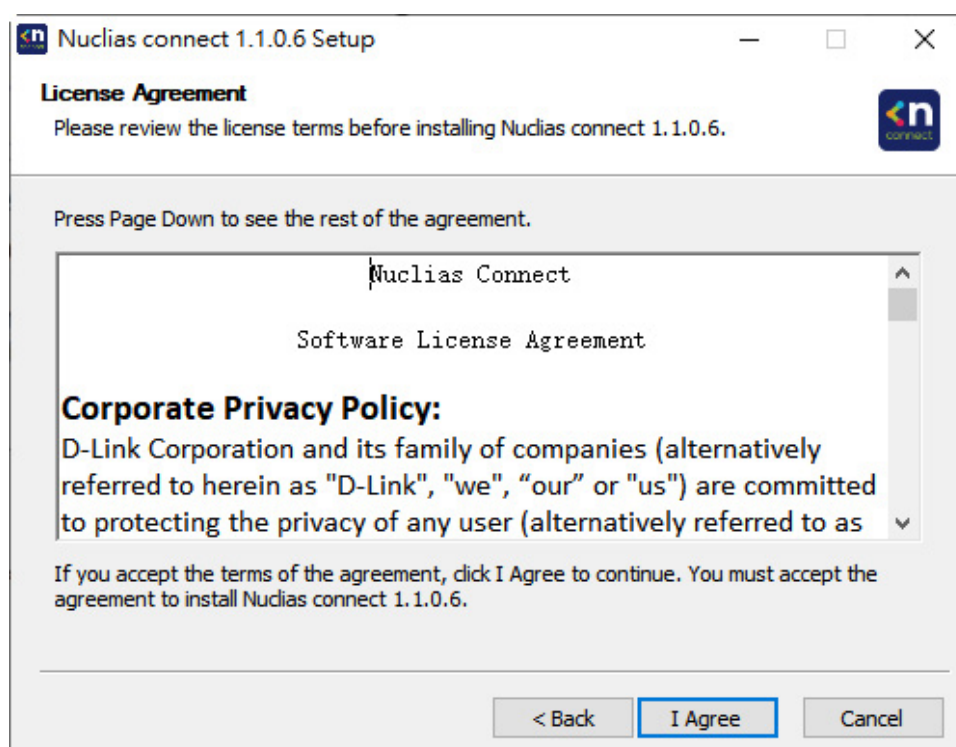 Nuclias connect 1.1.0.6 Setup
License Agreement
Please review the license terms before installing Nuclias connect 1.1.0.6.
n
connect
Press Page Down to see the rest of the agreement.
Nuclias Connect
Software License Agreement
Corporate Privacy Policy:
D-Link Corporation and its family of companies (alternatively
referred to herein as "D-Link", "we", “our” or "us") are committed
to protecting the privacy of any user (alternatively referred to as
If you accept the terms of the agreement, click I Agree to continue. You must accept the
agreement to install Nuclias connect 1.1.0.6.
< Back I Agree Cancel